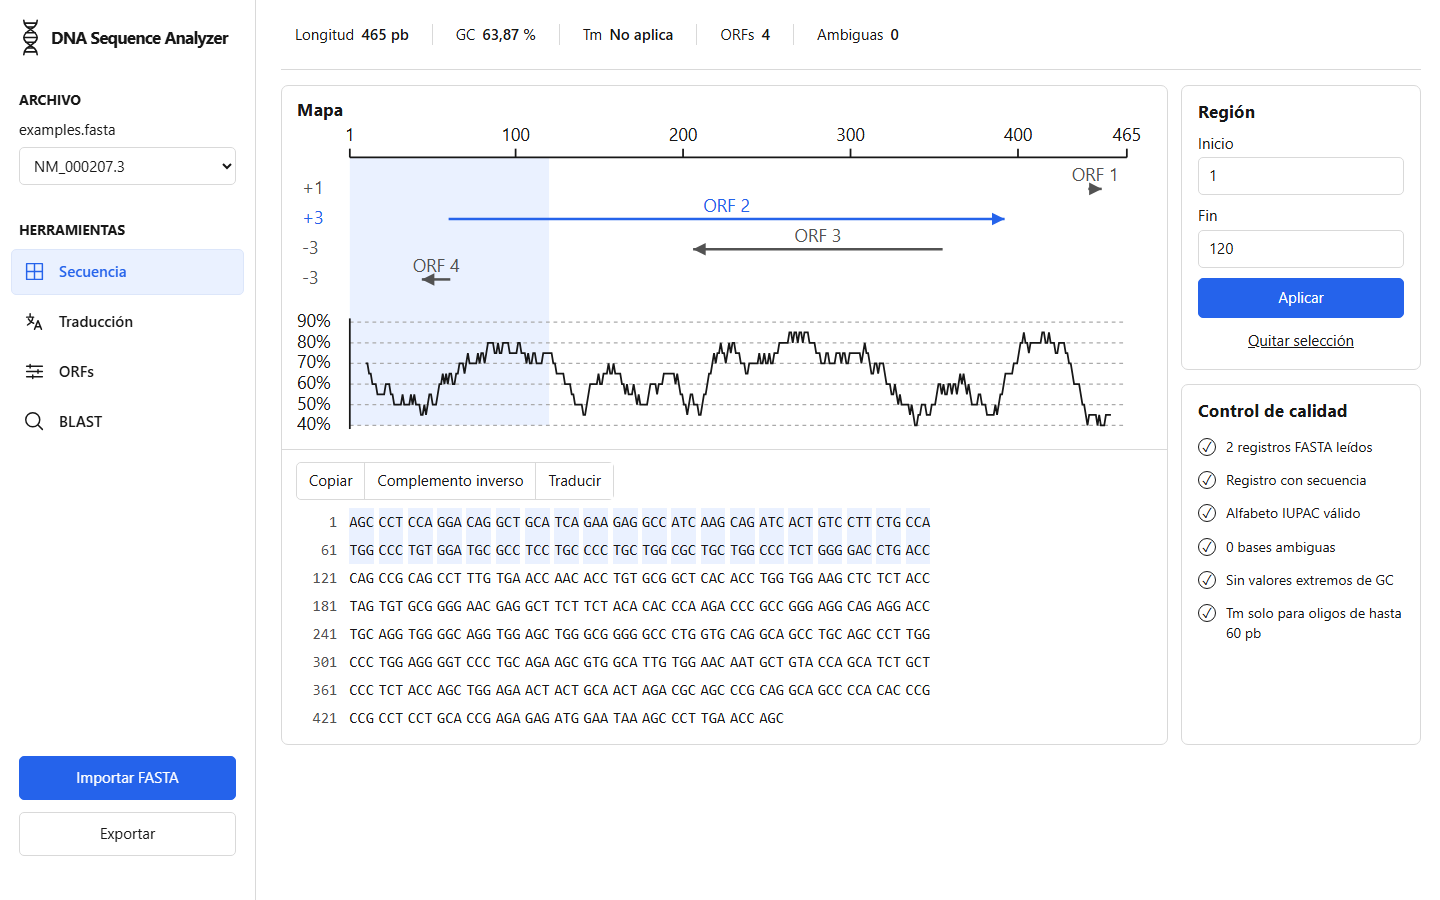 DNA Sequence Analyzer
ARCHIVO
examples.fasta
NM_000207.3
HERRAMIENTAS
Secuencia
Traducción
ORFs
BLAST
Importar FASTA
Exportar
Longitud 465 pb
GC 63,87 %
Tm No aplica
ORFs 4
Ambiguas 0
Mapa
1 100 200 300 400 465
+1 ORF 1
+3 ORF 2
-3 ORF 3
-3 ORF 4
90%
80%
70%
60%
50%
40%
Copiar Complemento inverso Traducir
1 AGC CCT CCA GGA CAG GCT GCA TCA GAA GAG GCC ATC AAG CAG ATC ACT GTC CTT CTG CCA
61 TGG CCC TGT GGA TGC GCC TCC TGC CCC TGC TGG CGC TGC TGG CCC TCT GGG GAC CTG ACC
121 CAG CCG CAG CCT TTG TGA ACC AAC ACC TGT GCG GCT CAC ACC TGG TGG AAG CTC TCT ACC
181 TAG TGT GCG GGG AAC GAG GCT TCT TCT ACA CAC CCA AGA CCC GCC GGG AGG CAG AGG ACC
241 TGC AGG TGG GGC AGG TGG AGC TGG GCG GGG GCC CTG GTG CAG GCA GCC TGC AGC CCT TGG
301 CCC TGG AGG GGT CCC TGC AGA AGC GTG GCA TTG TGG AAC AAT GCT GTA CCA GCA TCT GCT
361 CCC TCT ACC AGC TGG AGA ACT ACT GCA ACT AGA CGC AGC CCG CAG GCA GCC CCA CAC CCG
421 CCG CCT CCT GCA CCG AGA GAG ATG GAA TAA AGC CCT TGA ACC AGC
Región
Inicio
1
Fin
120
Aplicar
Quitar selección
Control de calidad
2 registros FASTA leídos
Registro con secuencia
Alfabeto IUPAC válido
0 bases ambiguas
Sin valores extremos de GC
Tm solo para oligos de hasta
60 pb